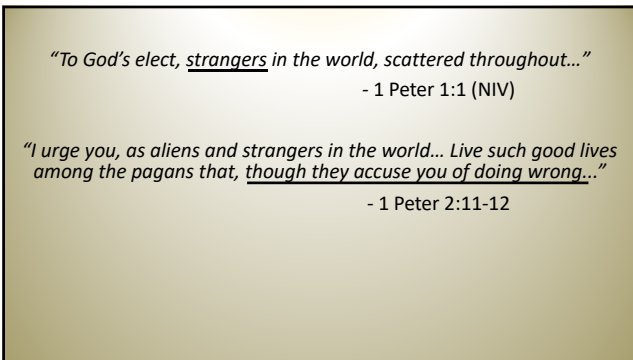 “To God’s elect, strangers in the world, scattered throughout…”
- 1 Peter 1:1 (NIV)
“I urge you, as aliens and strangers in the world… Live such good lives
among the pagans that, though they accuse you of doing wrong...”
- 1 Peter 2:11-12